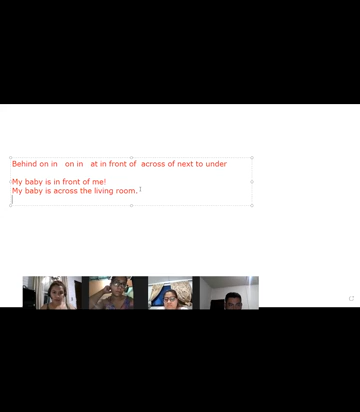 Behind on in on in at in front of across of next to under
My baby is in front of me!
My baby is across the living room.